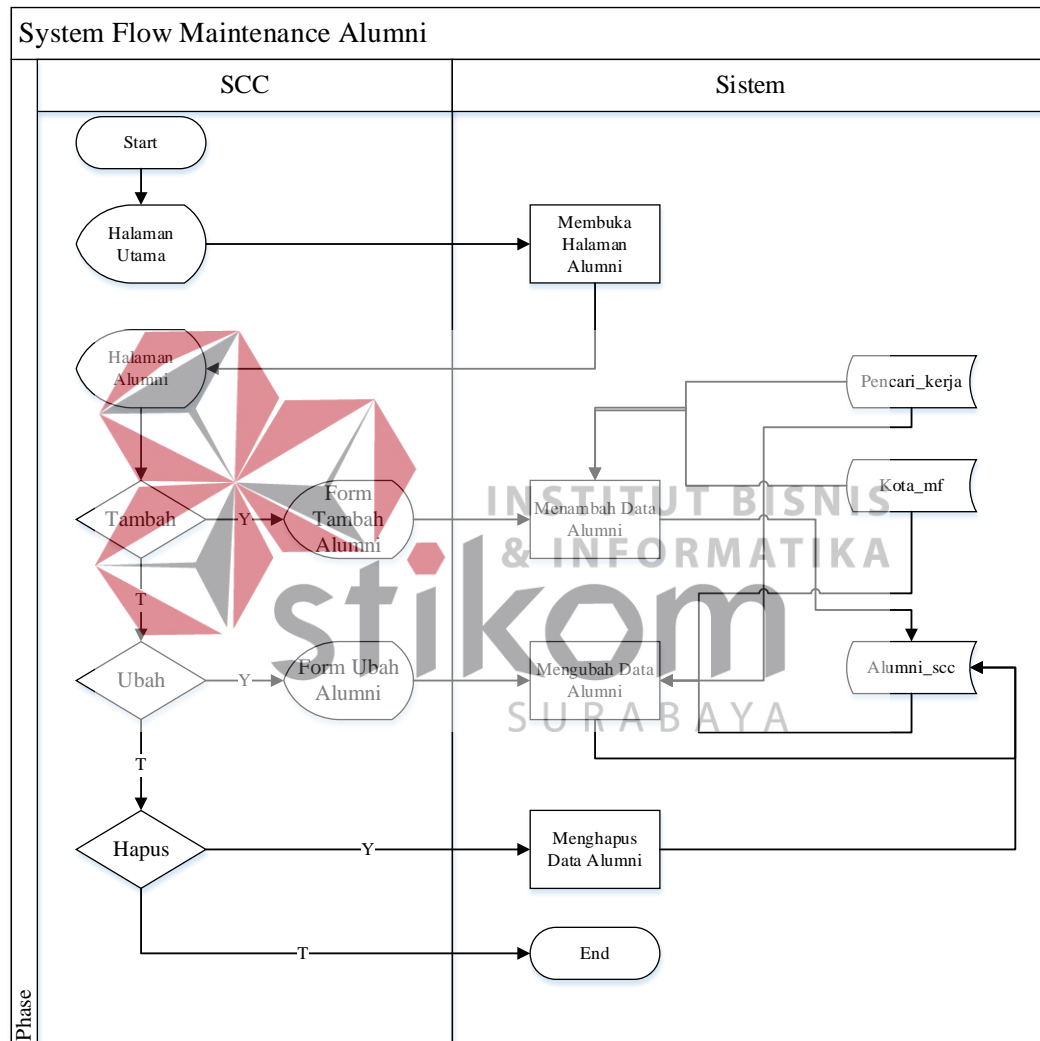 System Flow Maintenance Alumni
SCC
Sistem
Start
Halaman
Utama
Membuka
Halaman
Alumni
Halaman
Alumni
Pencari_kerja
Kota_mf
Tambah
Y
Form
Tambah
Alumni
Menambah Data
Alumni
INSTITUT BISNIS
& INFORMATIKA
stikom
SURABAYA
T
Ubah
Y
Form Ubah
Alumni
Mengubah Data
Alumni
Alumni_scc
T
Hapus
Y
Menghapus
Data Alumni
T
End
Phase